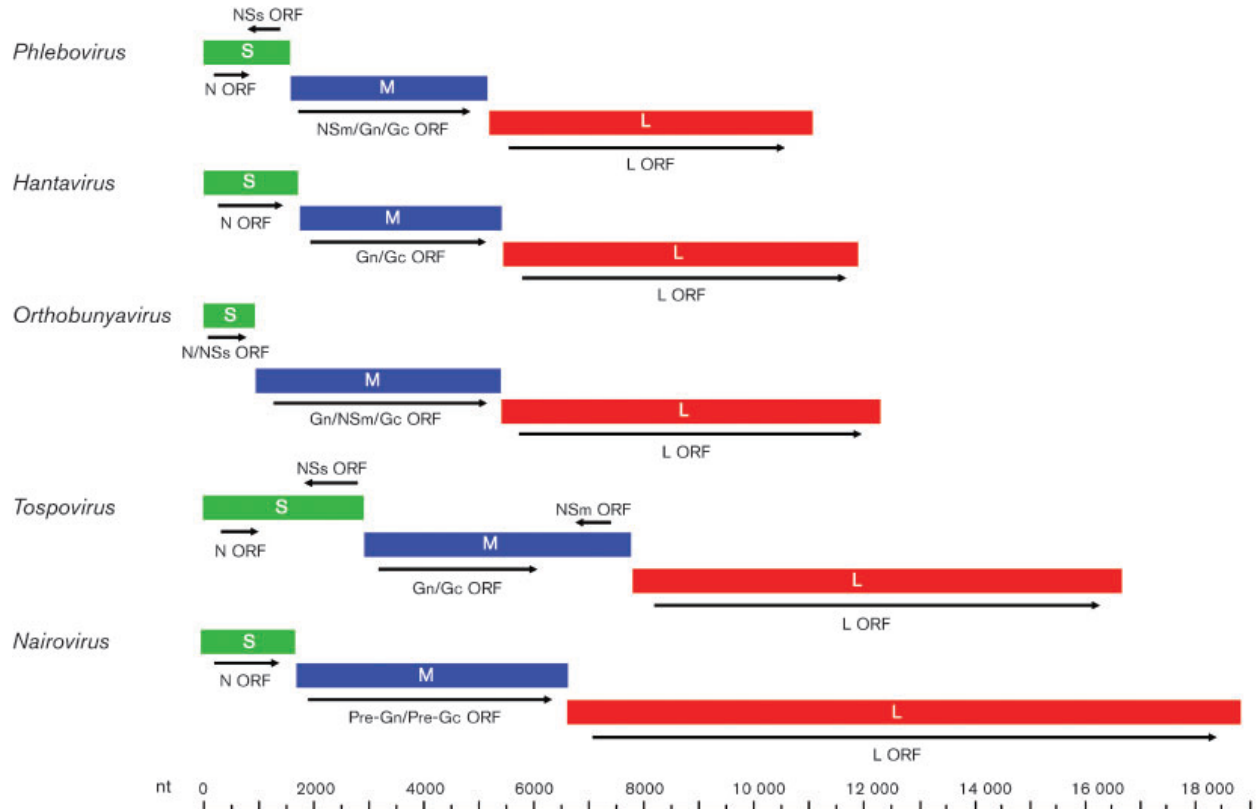 NSs ORF
Phlebovirus
S
N ORF
M
NSm/Gn/Gc ORF
L
L ORF
Hantavirus
S
N ORF
M
Gn/Gc ORF
L
L ORF
Orthobunyavirus
S
N/NSs ORF
M
Gn/NSm/Gc ORF
L
L ORF
NSs ORF
Tospovirus
S
NSm ORF
N ORF
M
Gn/Gc ORF
L
L ORF
Nairovirus
S
N ORF
M
Pre-Gn/Pre-Gc ORF
L
L ORF
nt 0 2000 4000 6000 8000 10 000 12 000 14 000 16 000 18 000